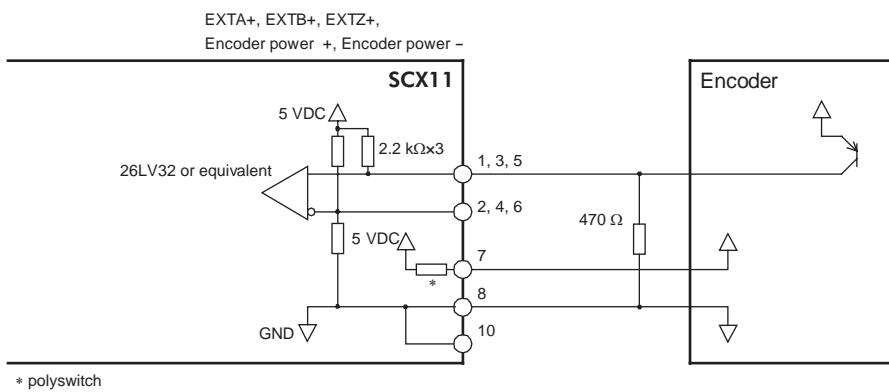 EXTA+, EXTB+, EXTZ+,
Encoder power +, Encoder power −
SCX11
Encoder
5 VDC
2.2 kΩ×3
26LV32 or equivalent
1, 3, 5
2, 4, 6
470 Ω
5 VDC
7
*
8
GND
10
* polyswitch